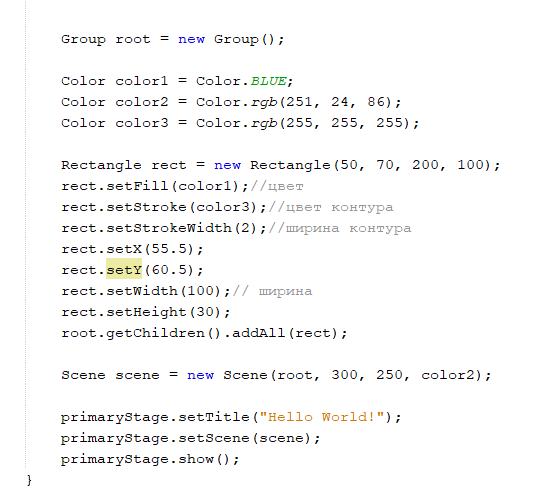 Group root = new Group();
Color color1 = Color.BLUE;
Color color2 = Color.rgb(251, 24, 86);
Color color3 = Color.rgb(255, 255, 255);
Rectangle rect = new Rectangle(50, 70, 200, 100);
rect.setFill(color1);//цвет
rect.setStroke(color3);//цвет контура
rect.setStrokeWidth(2);//ширина контура
rect.setX(55.5);
rect.setY(60.5);
rect.setWidth(100);// ширина
rect.setHeight(30);
root.getChildren().addAll(rect);
Scene scene = new Scene(root, 300, 250, color2);
primaryStage.setTitle("Hello World!");
primaryStage.setScene(scene);
primaryStage.show();
}